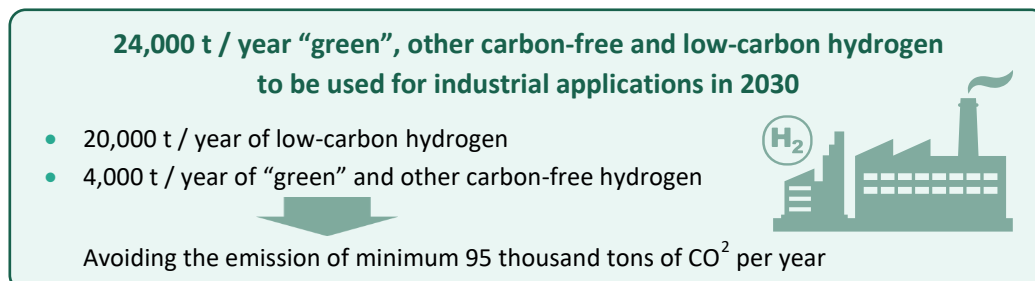 24,000 t / year “green”, other carbon-free and low-carbon hydrogen
to be used for industrial applications in 2030
• 20,000 t / year of low-carbon hydrogen
• 4,000 t / year of “green” and other carbon-free hydrogen
H₂
Avoiding the emission of minimum 95 thousand tons of CO² per year